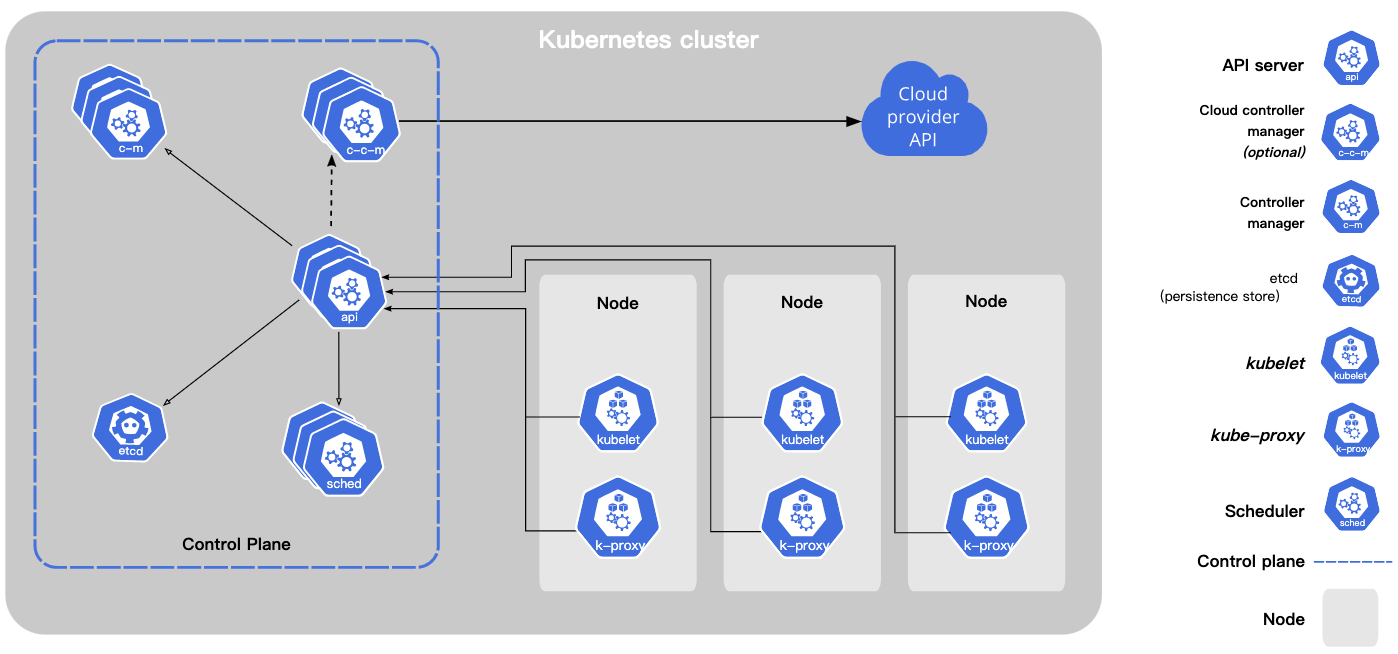 Kubernetes cluster
c-m
c-c-m
Cloud
provider
API
api
etcd
sched
Control Plane
Node
kubelet
k-proxy
Node
kubelet
k-proxy
Node
kubelet
k-proxy
API server
api
Cloud controller
manager
(optional)
c-c-m
Controller
manager
c-m
etcd
(persistence store)
etcd
kubelet
kubelet
kube-proxy
k-proxy
Scheduler
sched
Control plane
Node